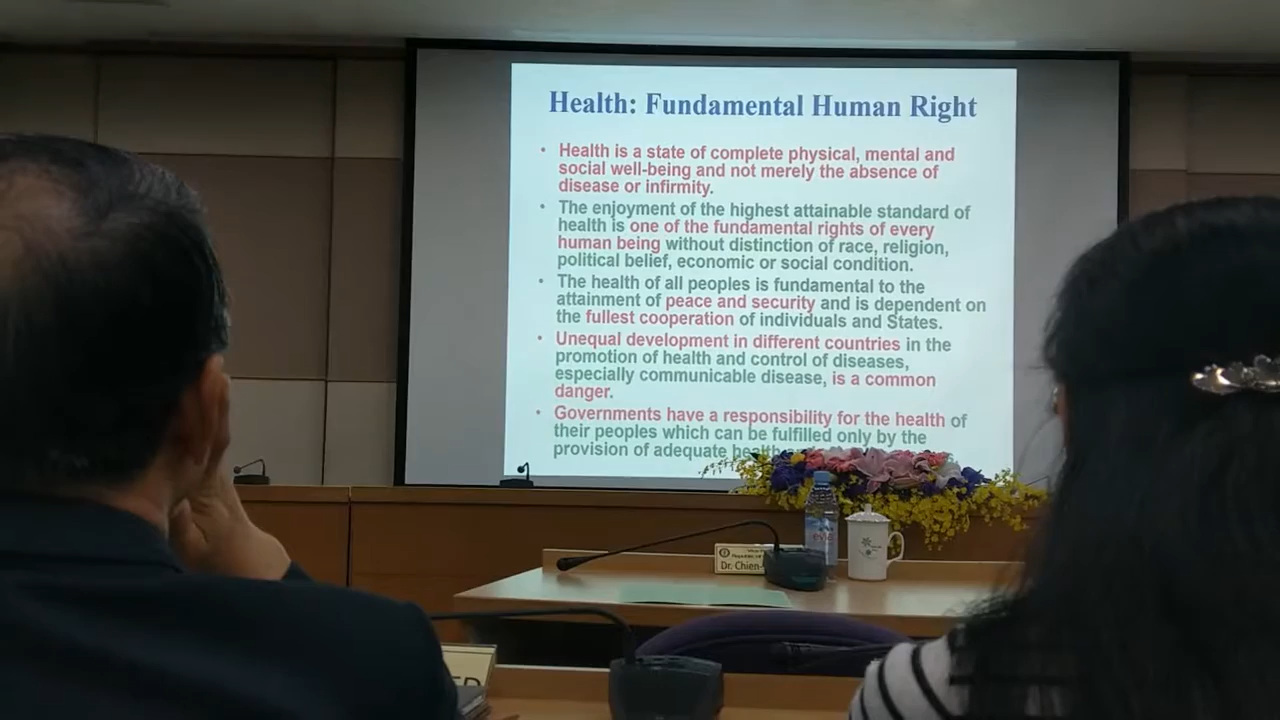 Health: Fundamental Human Right
• Health is a state of complete physical, mental and
social well-being and not merely the absence of
disease or infirmity.
• The enjoyment of the highest attainable standard of
health is one of the fundamental rights of every
human being without distinction of race, religion,
political belief, economic or social condition.
• The health of all peoples is fundamental to the
attainment of peace and security and is dependent on
the fullest cooperation of individuals and States.
• Unequal development in different countries in the
promotion of health and control of diseases,
especially communicable disease, is a common
danger.
• Governments have a responsibility for the health of
their peoples which can be fulfilled only by the
provision of adequate health
evian
Dr. Chien-